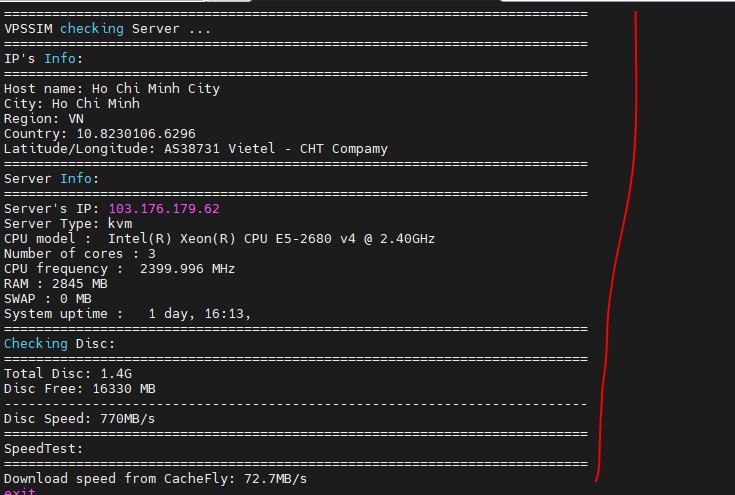 ==========================================================================
VPSSIM checking Server ...
==========================================================================
IP's Info:
==========================================================================
Host name: Ho Chi Minh City
City: Ho Chi Minh
Region: VN
Country: 10.8230106.6296
Latitude/Longitude: AS38731 Vietel - CHT Compamy
==========================================================================
Server Info:
==========================================================================
Server's IP: 103.176.179.62
Server Type: kvm
CPU model :  Intel(R) Xeon(R) CPU E5-2680 v4 @ 2.40GHz
Number of cores : 3
CPU frequency :  2399.996 MHz
RAM : 2845 MB
SWAP : 0 MB
System uptime :   1 day, 16:13,
==========================================================================
Checking Disc:
==========================================================================
Total Disc: 1.4G
Disc Free: 16330 MB
--------------------------------------------------------------------------
Disc Speed: 770MB/s
==========================================================================
SpeedTest:
==========================================================================
Download speed from CacheFly: 72.7MB/s
exit